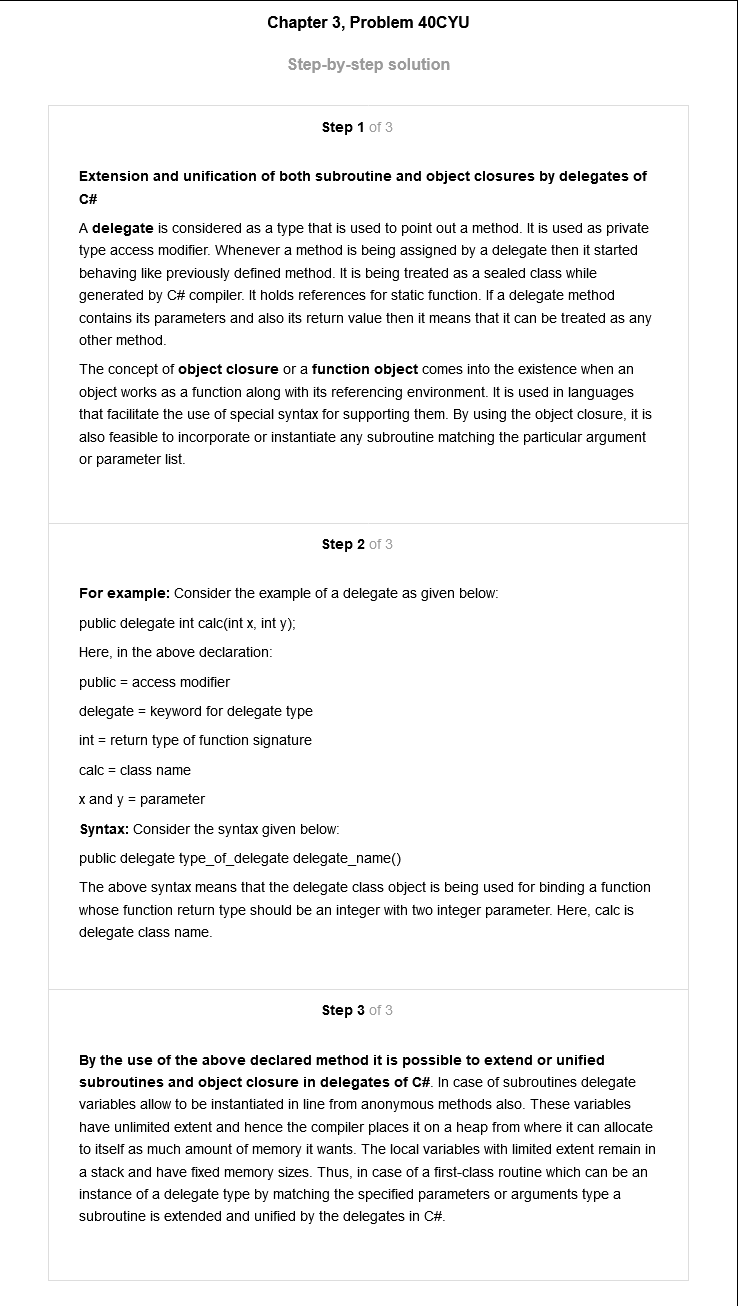 Chapter 3, Problem 40CYU
Step-by-step solution
Step 1 of 3
Extension and unification of both subroutine and object closures by delegates of
C#
A delegate is considered as a type that is used to point out a method. It is used as private
type access modifier. Whenever a method is being assigned by a delegate then it started
behaving like previously defined method. It is being treated as a sealed class while
generated by C# compiler. It holds references for static function. If a delegate method
contains its parameters and also its return value then it means that it can be treated as any
other method.
The concept of object closure or a function object comes into the existence when an
object works as a function along with its referencing environment. It is used in languages
that facilitate the use of special syntax for supporting them. By using the object closure, it is
also feasible to incorporate or instantiate any subroutine matching the particular argument
or parameter list.
Step 2 of 3
For example: Consider the example of a delegate as given below:
public delegate int calc(int x, int y);
Here, in the above declaration:
public = access modifier
delegate = keyword for delegate type
int = return type of function signature
calc = class name
x and y = parameter
Syntax: Consider the syntax given below:
public delegate type_of_delegate delegate_name()
The above syntax means that the delegate class object is being used for binding a function
whose function return type should be an integer with two integer parameter. Here, calc is
delegate class name.
Step 3 of 3
By the use of the above declared method it is possible to extend or unified
subroutines and object closure in delegates of C#. In case of subroutines delegate
variables allow to be instantiated in line from anonymous methods also. These variables
have unlimited extent and hence the compiler places it on a heap from where it can allocate
to itself as much amount of memory it wants. The local variables with limited extent remain in
a stack and have fixed memory sizes. Thus, in case of a first-class routine which can be an
instance of a delegate type by matching the specified parameters or arguments type a
subroutine is extended and unified by the delegates in C#.